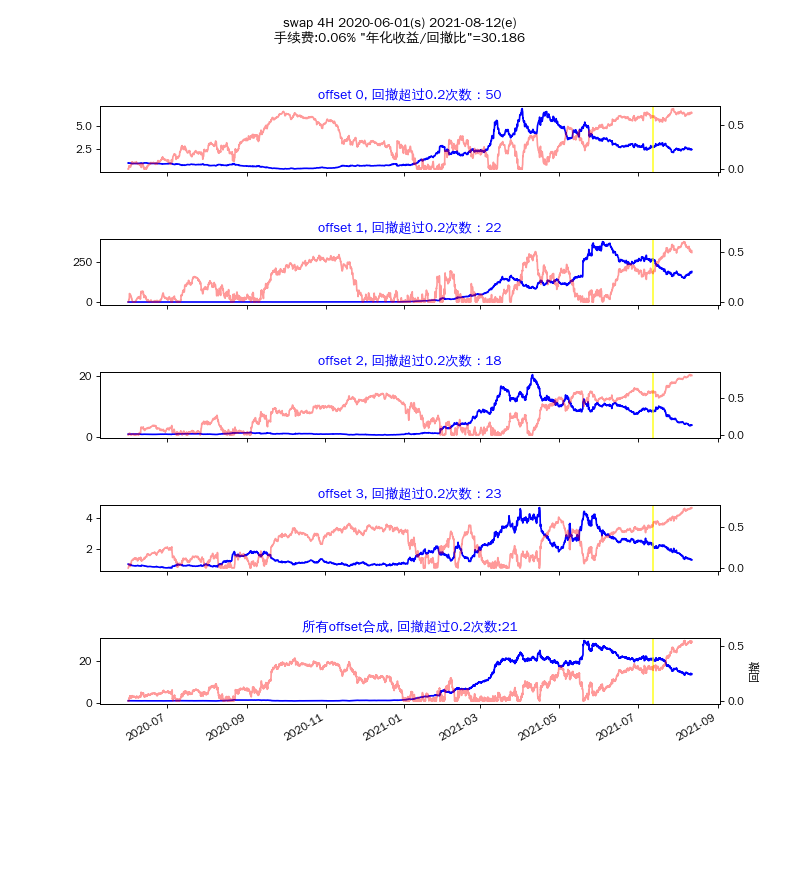 swap 4H 2020-06-01(s) 2021-08-12(e)
手续费:0.06% "年化收益/回撤比"=30.186
offset 0, 回撤超过0.2次数：50
5.0
2.5
0.5
0.0
offset 1, 回撤超过0.2次数：22
250
0
0.5
0.0
offset 2, 回撤超过0.2次数：18
20
0
0.5
0.0
offset 3, 回撤超过0.2次数：23
4
2
0.5
0.0
所有offset合成, 回撤超过0.2次数:21
20
0
0.5
0.0
回撤
2020-07 2020-09 2020-11 2021-01 2021-03 2021-05 2021-07 2021-09